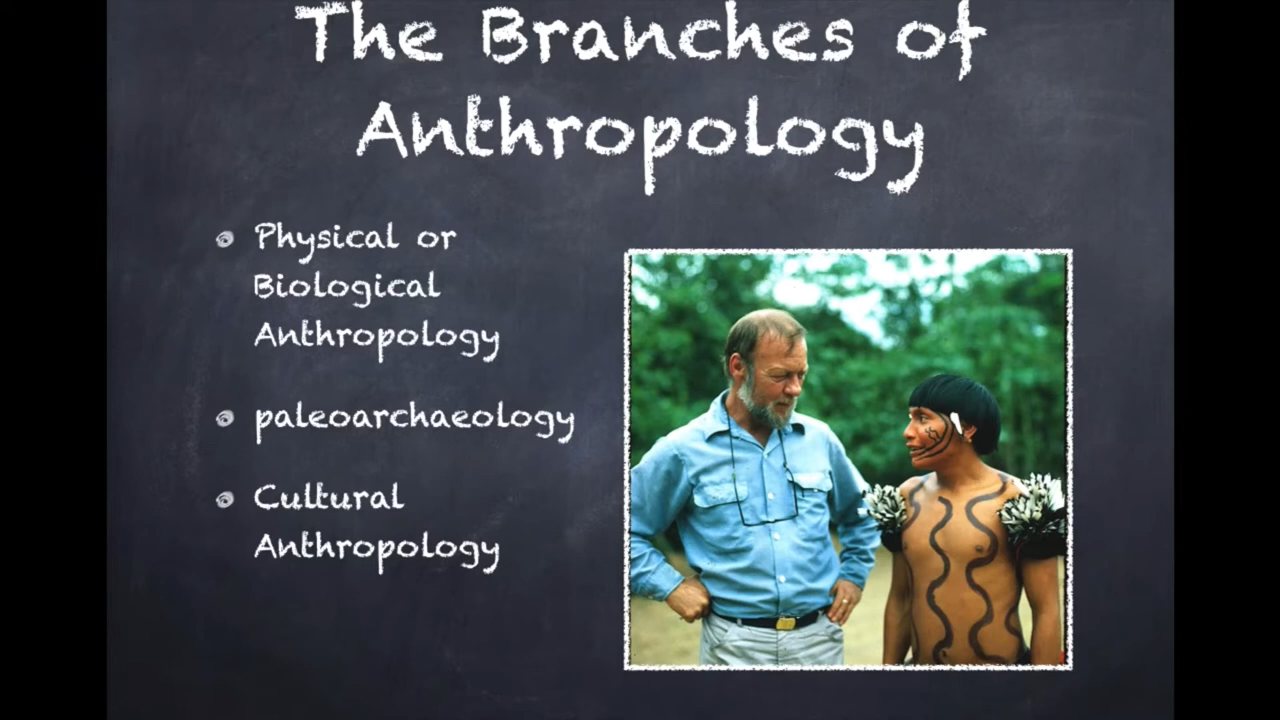 The Branches of
Anthropology
Physical or
Biological
Anthropology
paleoarchaeology
Cultural
Anthropology